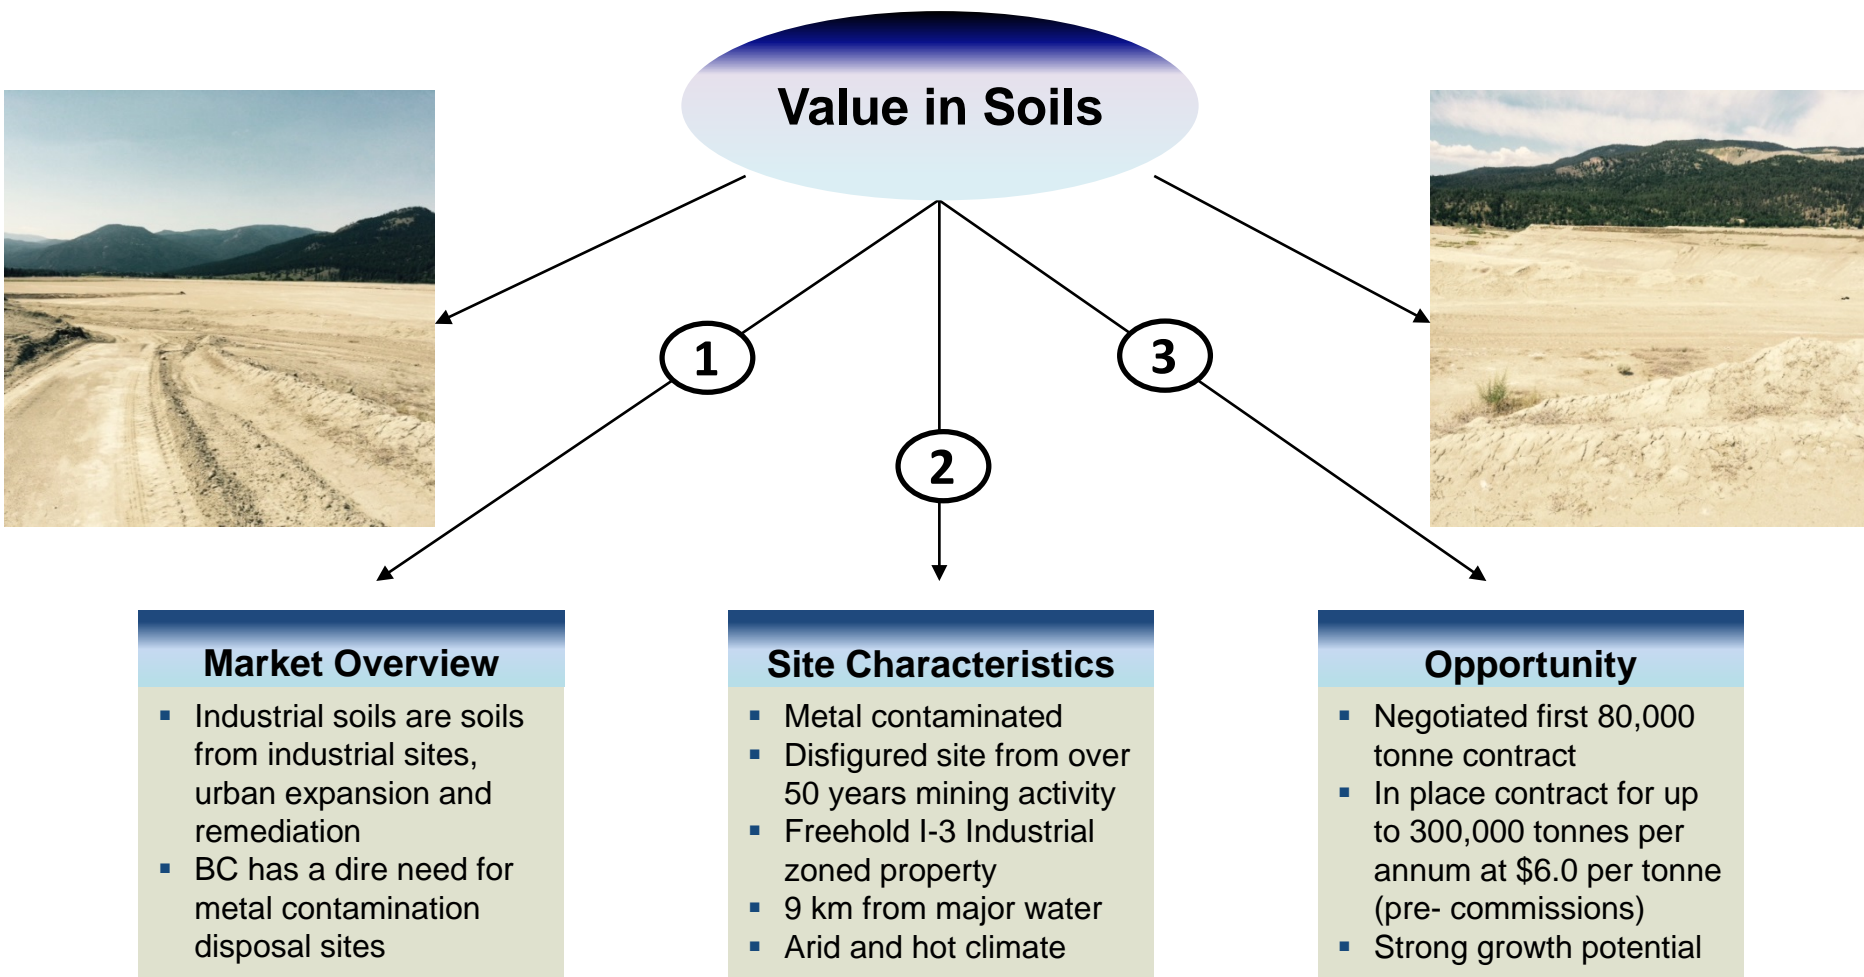 Value in Soils
1
2
3
Market Overview
▪ Industrial soils are soils
from industrial sites,
urban expansion and
remediation
▪ BC has a dire need for
metal contamination
disposal sites
Site Characteristics
▪ Metal contaminated
▪ Disfigured site from over
50 years mining activity
▪ Freehold I-3 Industrial
zoned property
▪ 9 km from major water
▪ Arid and hot climate
Opportunity
▪ Negotiated first 80,000
tonne contract
▪ In place contract for up
to 300,000 tonnes per
annum at $6.0 per tonne
(pre- commissions)
▪ Strong growth potential